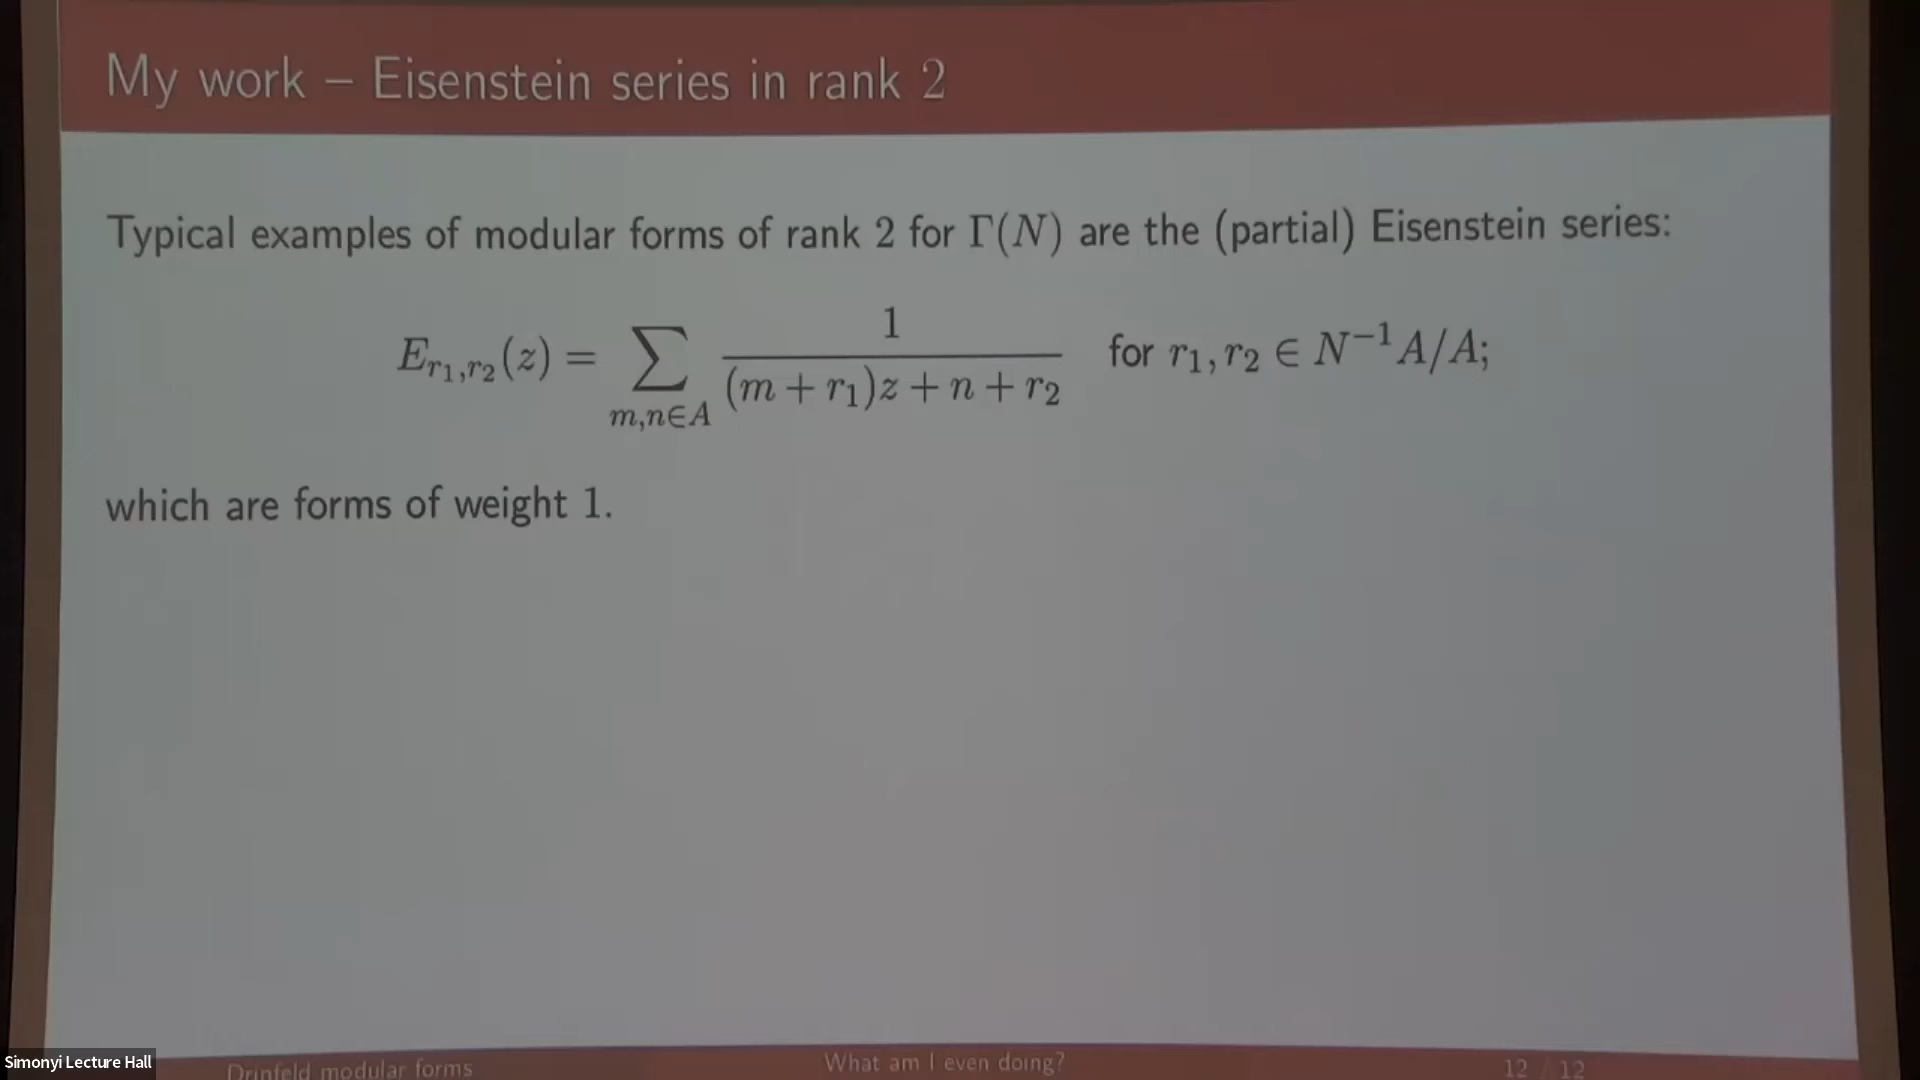 My work – Eisenstein series in rank 2
Typical examples of modular forms of rank 2 for Γ(N) are the (partial) Eisenstein series:
E_{r_1,r_2}(z) = \sum_{m,n∈A} \frac{1}{(m + r_1)z + n + r_2} for r_1, r_2 ∈ N^{-1}A/A;
which are forms of weight 1.
Drinfeld modular forms
What am I even doing?
12 / 12
Simonyi Lecture Hall